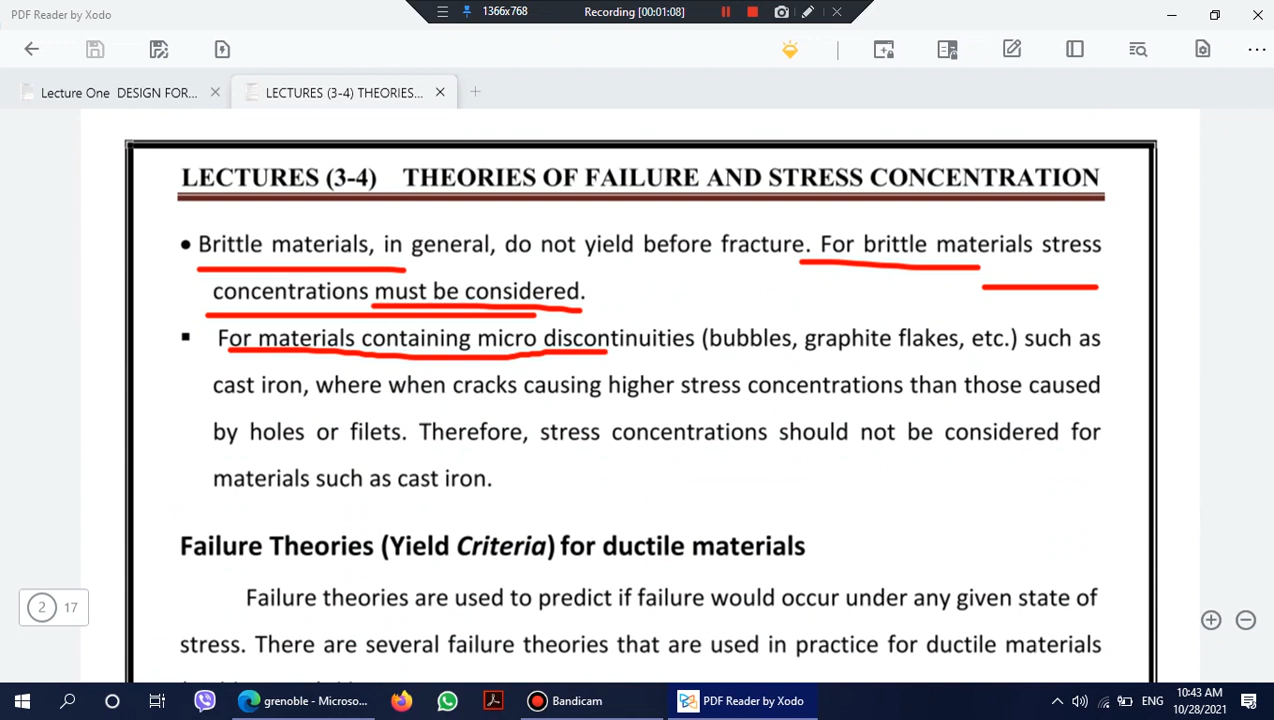 PDF Reader by Xodo
1366x768
Recording [00:01:08]
Lecture One  DESIGN FOR...
LECTURES (3-4) THEORIES...
LECTURES (3-4)    THEORIES OF FAILURE AND STRESS CONCENTRATION
• Brittle materials, in general, do not yield before fracture. For brittle materials stress
concentrations must be considered.
▪ For materials containing micro discontinuities (bubbles, graphite flakes, etc.) such as
cast iron, where when cracks causing higher stress concentrations than those caused
by holes or filets. Therefore, stress concentrations should not be considered for
materials such as cast iron.
Failure Theories (Yield Criteria) for ductile materials
Failure theories are used to predict if failure would occur under any given state of
stress. There are several failure theories that are used in practice for ductile materials
2 17
grenoble - Microso...
Bandicam
PDF Reader by Xodo
ENG
10:43 AM
10/28/2021